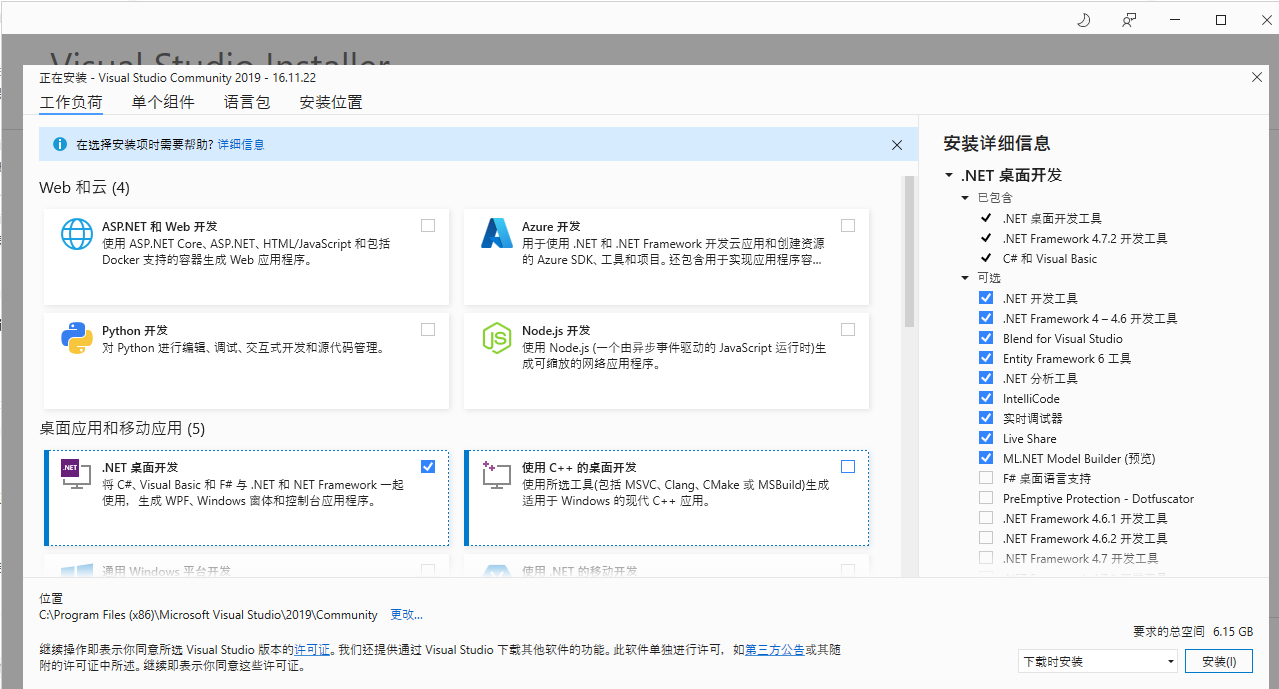 Visual Studio Installer
正在安装 - Visual Studio Community 2019 - 16.11.22
工作负荷 单个组件 语言包 安装位置
在选择安装项时需要帮助? 详细信息
Web 和云 (4)
ASP.NET 和 Web 开发
使用 ASP.NET Core、ASP.NET、HTML/JavaScript 和包括
Docker 支持的容器生成 Web 应用程序。
Azure 开发
用于使用 .NET 和 .NET Framework 开发云应用和创建资源
的 Azure SDK、工具和项目。还包含用于实现应用程序容...
Python 开发
对 Python 进行编辑、调试、交互式开发和源代码管理。
Node.js 开发
使用 Node.js (一个由异步事件驱动的 JavaScript 运行时)生
成可缩放的网络应用程序。
桌面应用和移动应用 (5)
.NET
.NET 桌面开发
将 C#、Visual Basic 和 F# 与 .NET 和 NET Framework 一起
使用，生成 WPF、Windows 窗体和控制台应用程序。
使用 C++ 的桌面开发
使用所选工具(包括 MSVC、Clang、CMake 或 MSBuild)生成
适用于 Windows 的现代 C++ 应用。
通用 Windows 平台开发
使用 .NET 的移动开发
安装详细信息
.NET 桌面开发
已包含
.NET 桌面开发工具
.NET Framework 4.7.2 开发工具
C# 和 Visual Basic
可选
.NET 开发工具
.NET Framework 4 – 4.6 开发工具
Blend for Visual Studio
Entity Framework 6 工具
.NET 分析工具
IntelliCode
实时调试器
Live Share
ML.NET Model Builder (预览)
F# 桌面语言支持
PreEmptive Protection - Dotfuscator
.NET Framework 4.6.1 开发工具
.NET Framework 4.6.2 开发工具
.NET Framework 4.7 开发工具
位置
C:\Program Files (x86)\Microsoft Visual Studio\2019\Community 更改...
继续操作即表示你同意所选 Visual Studio 版本的许可证。我们还提供通过 Visual Studio 下载其他软件的功能。此软件单独进行许可，如第三方公告或其随
附的许可证中所述。继续即表示你同意这些许可证。
要求的总空间 6.15 GB
下载时安装 安装(I)